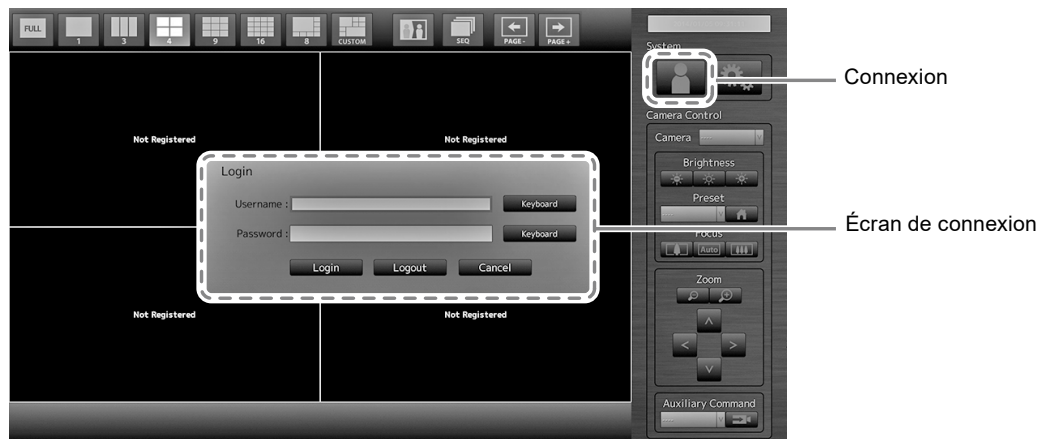 FULL
1
3
4
9
16
8
CUSTOM
SEQ
PAGE-
PAGE+
System
Connexion
Camera Control
Camera ----
Not Registered
Not Registered
Login
Brightness
Username :
Keyboard
Preset
----
Password :
Keyboard
Écran de connexion
Focus
Auto
Login
Logout
Cancel
Zoom
Not Registered
Not Registered
Auxiliary Command
----